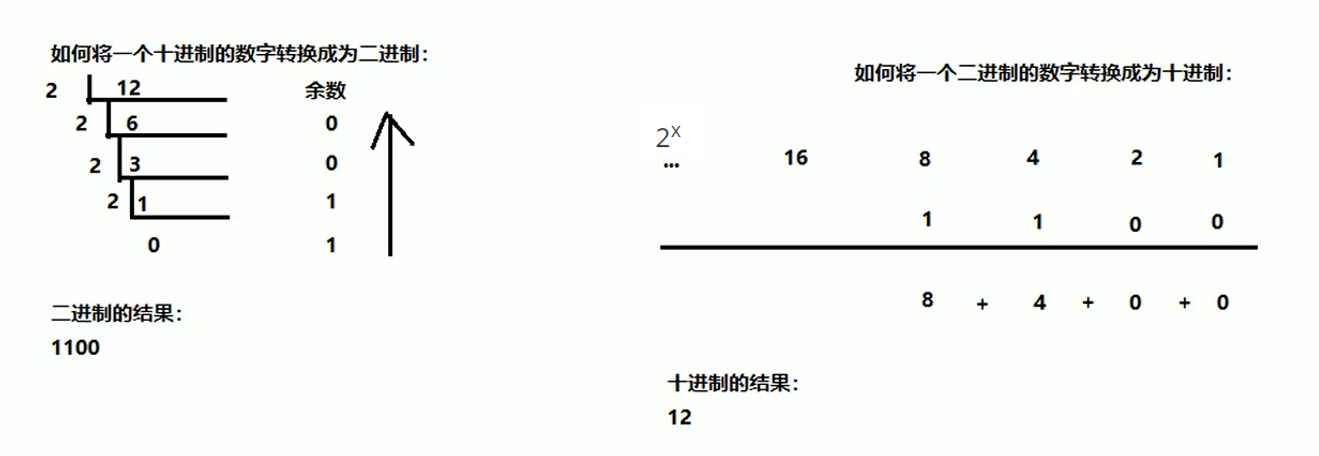 如何将一个十进制的数字转换成为二进制：
2 12 余数
2 6 0
2 3 0
2 1 1
0 1
二进制的结果：
1100
如何将一个二进制的数字转换成为十进制：
2ˣ
... 16 8 4 2 1
1 1 0 0
8 + 4 + 0 + 0
十进制的结果：
12